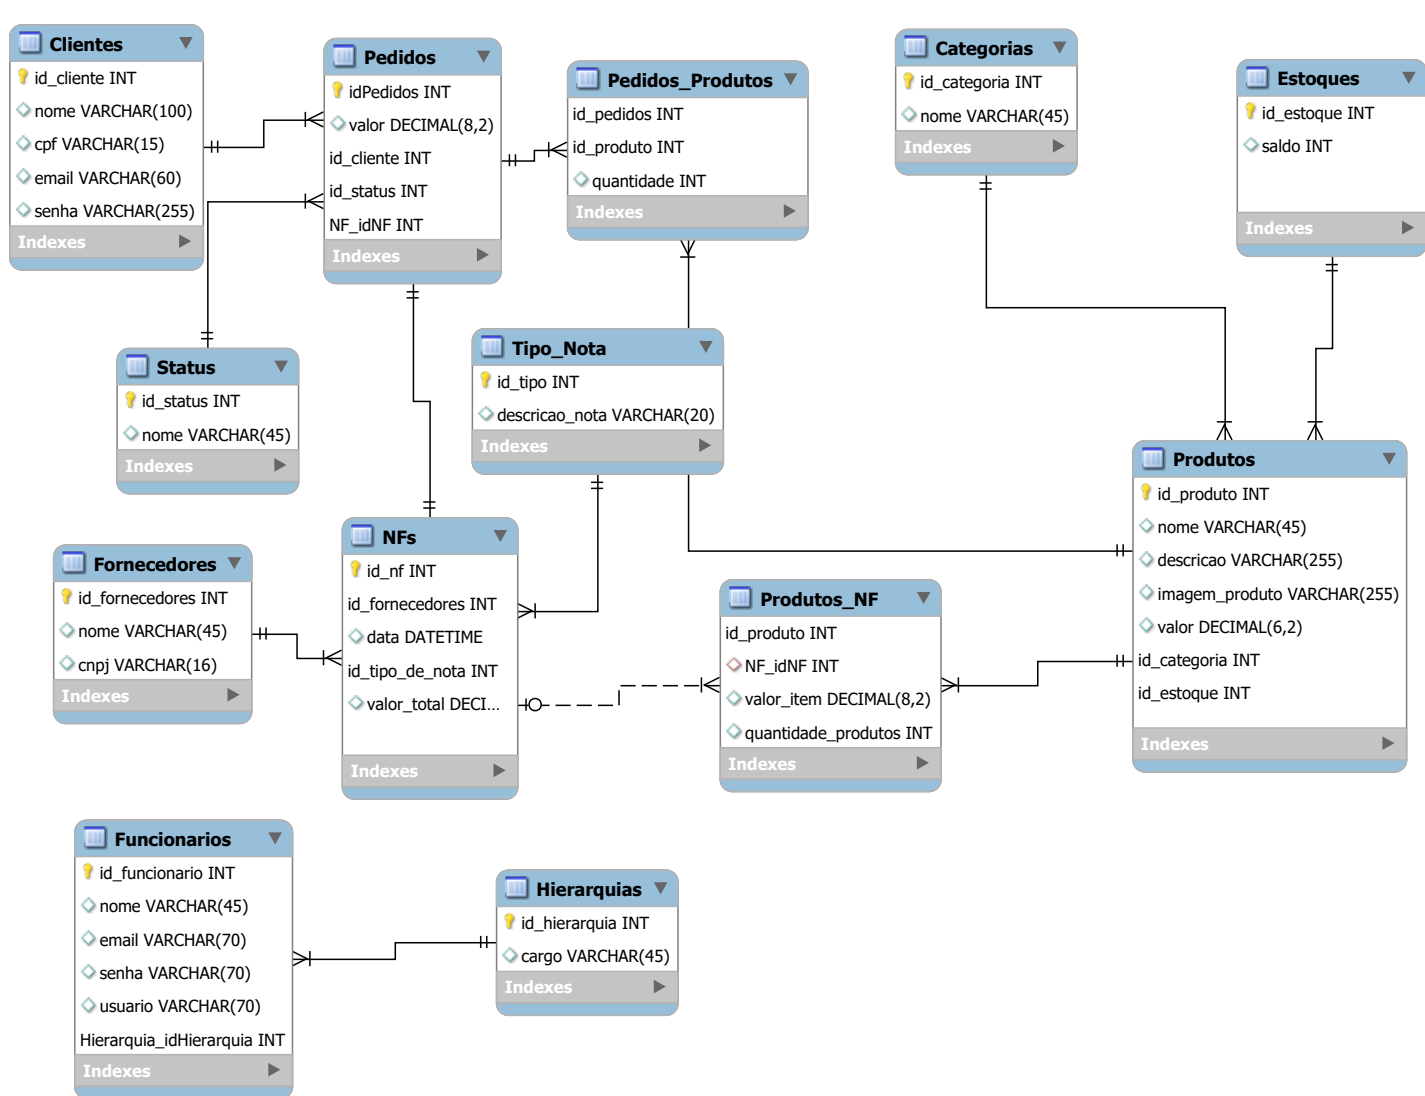 Clientes
id_cliente INT
nome VARCHAR(100)
cpf VARCHAR(15)
email VARCHAR(60)
senha VARCHAR(255)
Indexes
Pedidos
idPedidos INT
valor DECIMAL(8,2)
id_cliente INT
id_status INT
NF_idNF INT
Indexes
Pedidos_Produtos
id_pedidos INT
id_produto INT
quantidade INT
Indexes
Categorias
id_categoria INT
nome VARCHAR(45)
Indexes
Estoques
id_estoque INT
saldo INT
Indexes
Status
id_status INT
nome VARCHAR(45)
Indexes
Tipo_Nota
id_tipo INT
descricao_nota VARCHAR(20)
Indexes
Produtos
id_produto INT
nome VARCHAR(45)
descricao VARCHAR(255)
imagem_produto VARCHAR(255)
valor DECIMAL(6,2)
id_categoria INT
id_estoque INT
Indexes
Fornecedores
id_fornecedores INT
nome VARCHAR(45)
cnpj VARCHAR(16)
Indexes
NFs
id_nf INT
id_fornecedores INT
data DATETIME
id_tipo_de_nota INT
valor_total DECI...
Indexes
Produtos_NF
id_produto INT
NF_idNF INT
valor_item DECIMAL(8,2)
quantidade_produtos INT
Indexes
Funcionarios
id_funcionario INT
nome VARCHAR(45)
email VARCHAR(70)
senha VARCHAR(70)
usuario VARCHAR(70)
Hierarquia_idHierarquia INT
Indexes
Hierarquias
id_hierarquia INT
cargo VARCHAR(45)
Indexes